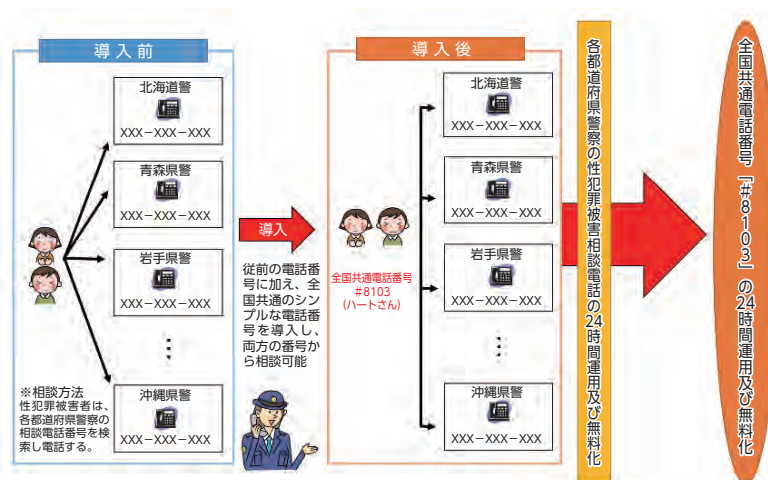 導入前
北海道警
XXX－XXX－XXX
青森県警
XXX－XXX－XXX
岩手県警
XXX－XXX－XXX
沖縄県警
XXX－XXX－XXX
※相談方法
性犯罪被害者は、
各都道府県警察の
相談電話番号を検
索し電話する。
導入
従前の電話番
号に加え、全
国共通のシン
プルな電話番
号を導入し、
両方の番号か
ら相談可能
導入後
全国共通電話番号
＃8103
(ハートさん)
北海道警
XXX－XXX－XXX
青森県警
XXX－XXX－XXX
岩手県警
XXX－XXX－XXX
沖縄県警
XXX－XXX－XXX
各都道府県警察の性犯罪被害相談電話の24時間運用及び無料化
全国共通電話番号「＃8103」の24時間運用及び無料化